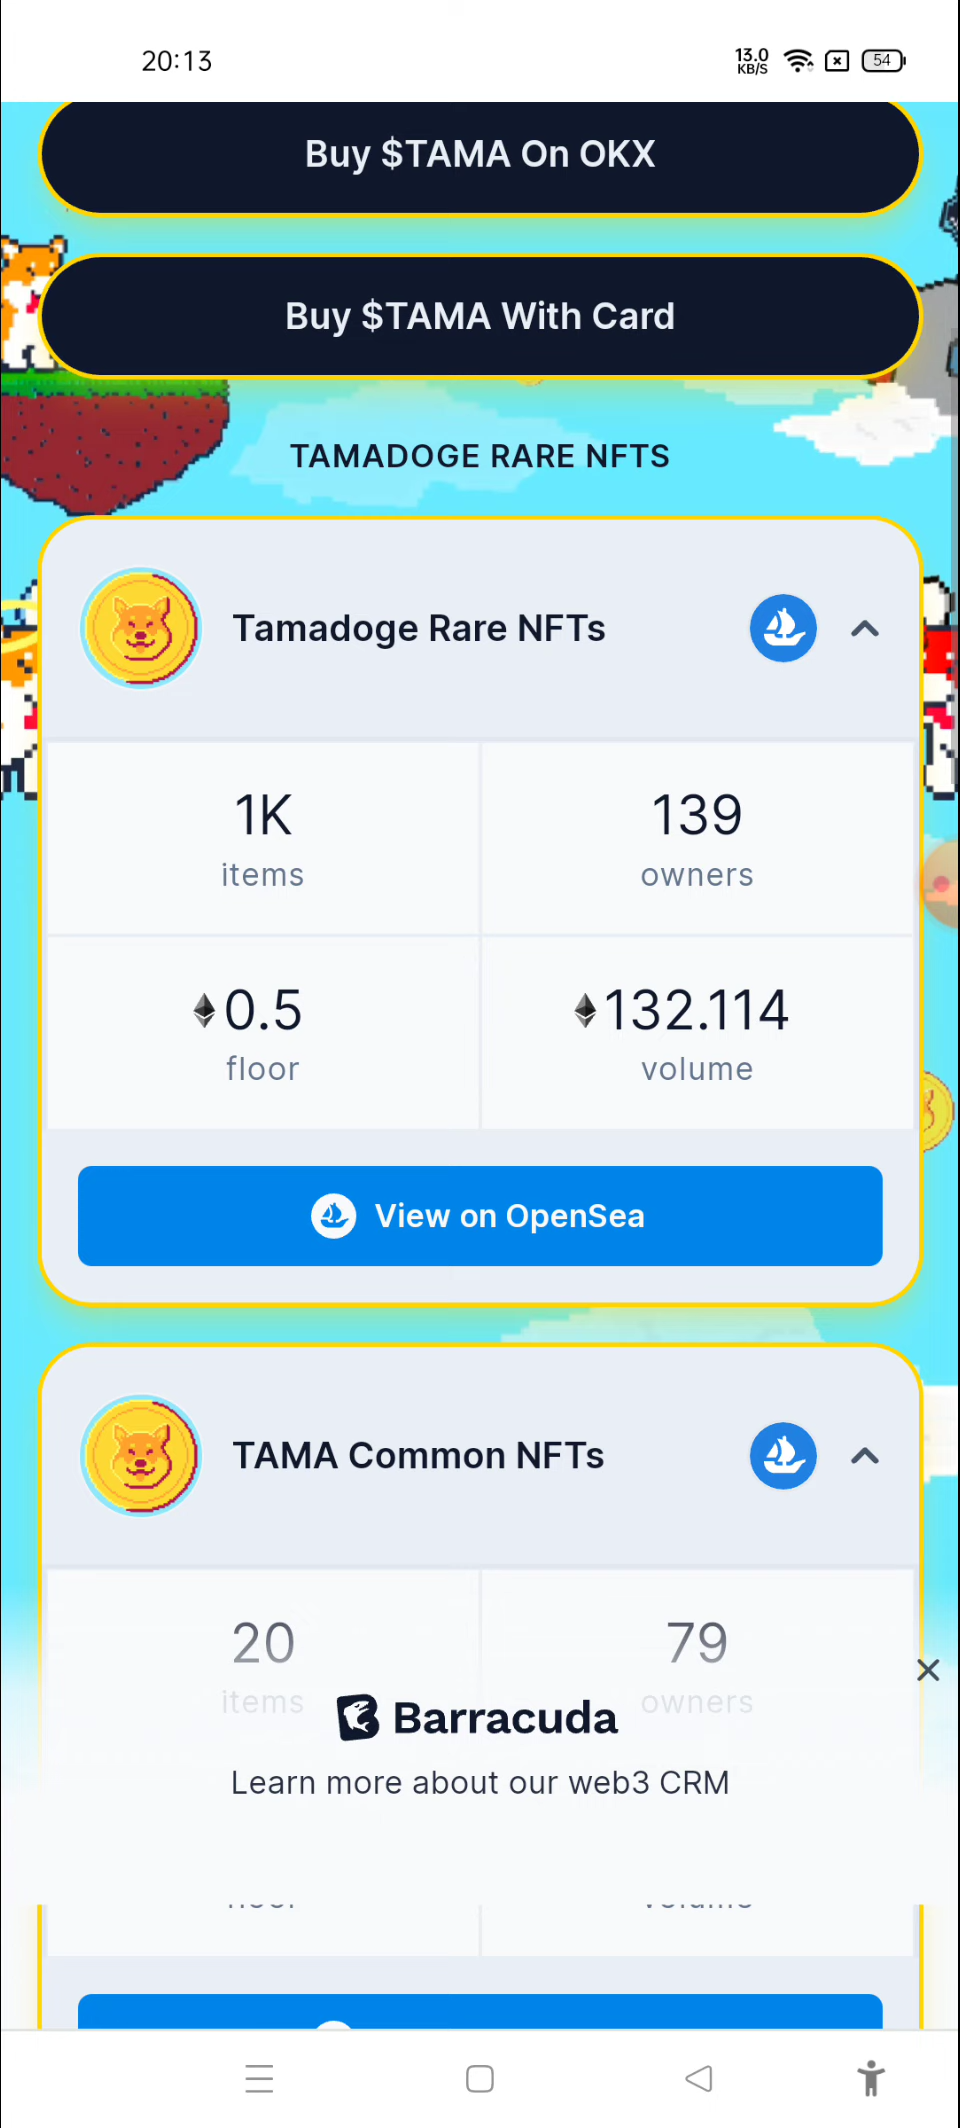 20:13
13.0
KB/S
54
Buy $TAMA On OKX
Buy $TAMA With Card
TAMADOGE RARE NFTS
Tamadoge Rare NFTs
1K
139
items
owners
0.5
132.114
floor
volume
View on OpenSea
TAMA Common NFTs
20
79
items
owners
Barracuda
Learn more about our web3 CRM
floor
volume